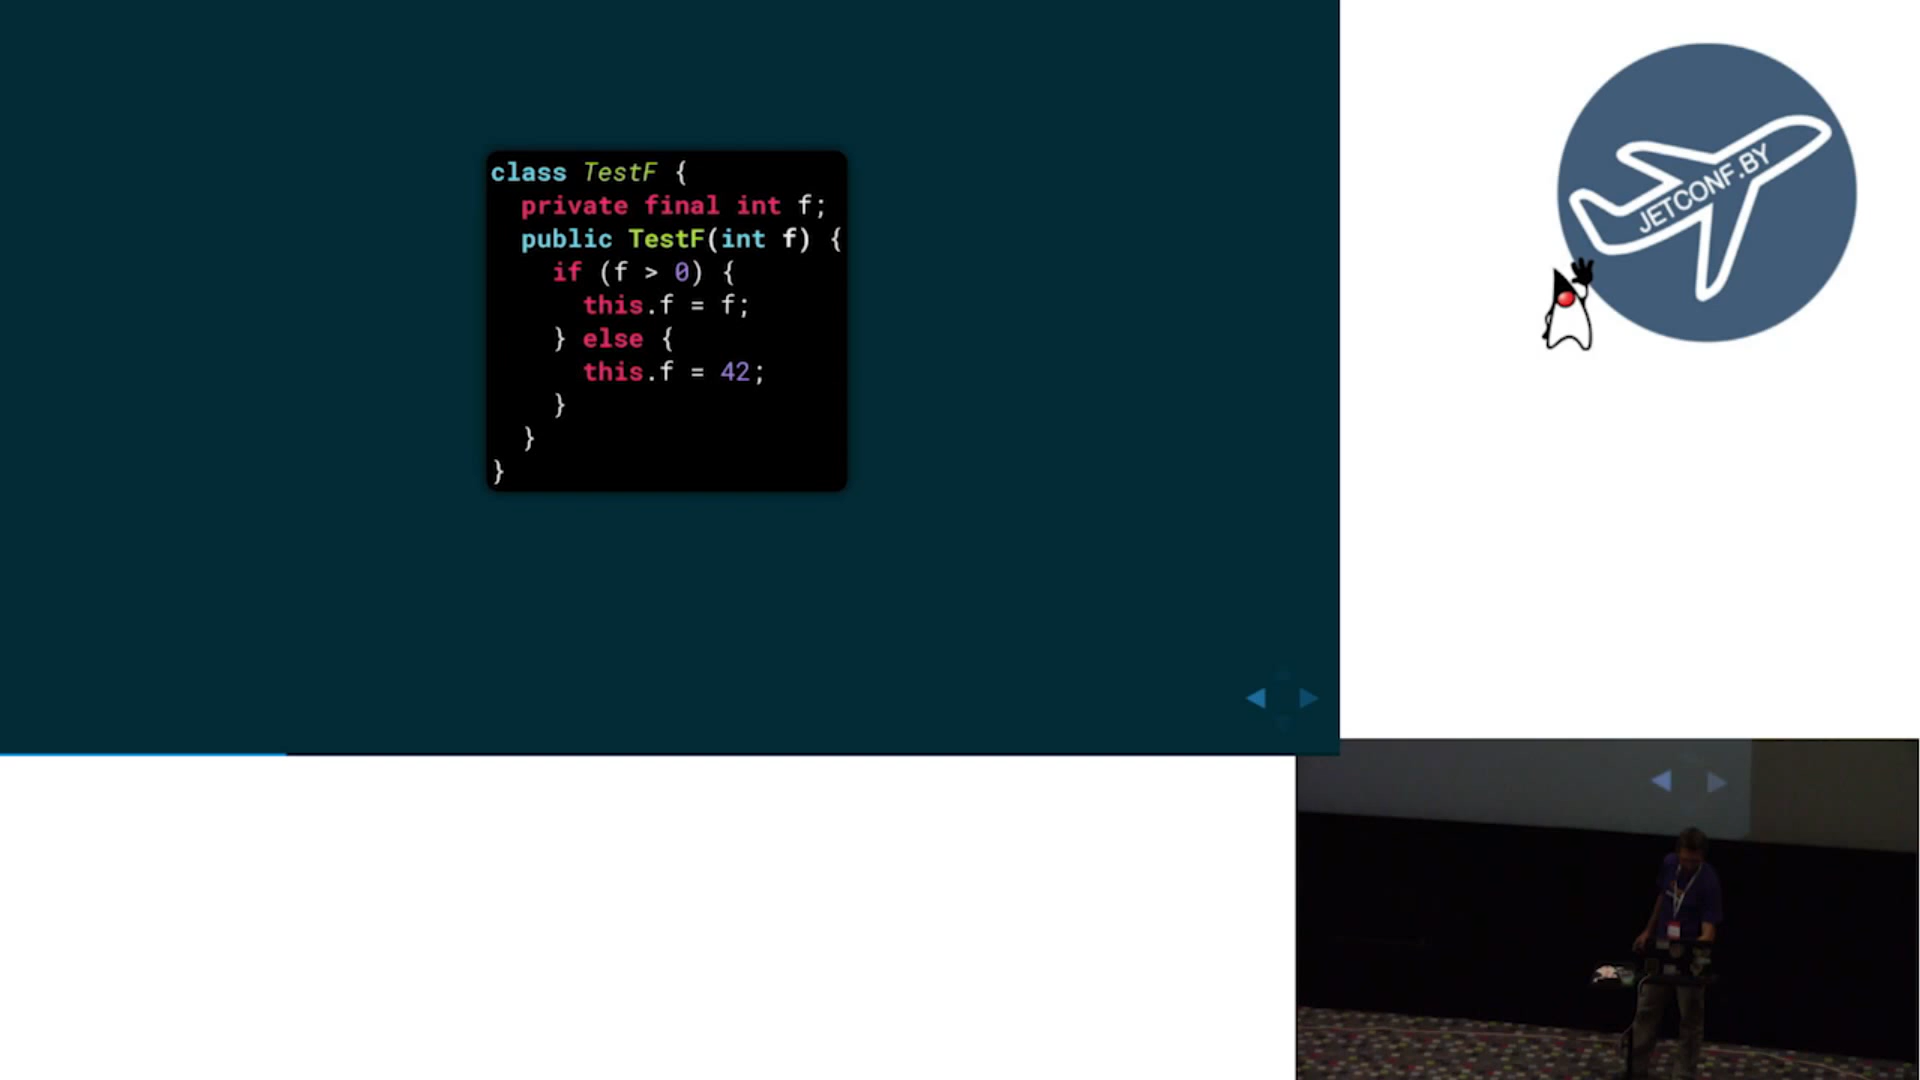 class TestF {
  private final int f;
  public TestF(int f) {
    if (f > 0) {
      this.f = f;
    } else {
      this.f = 42;
    }
  }
}
JETCONF.BY